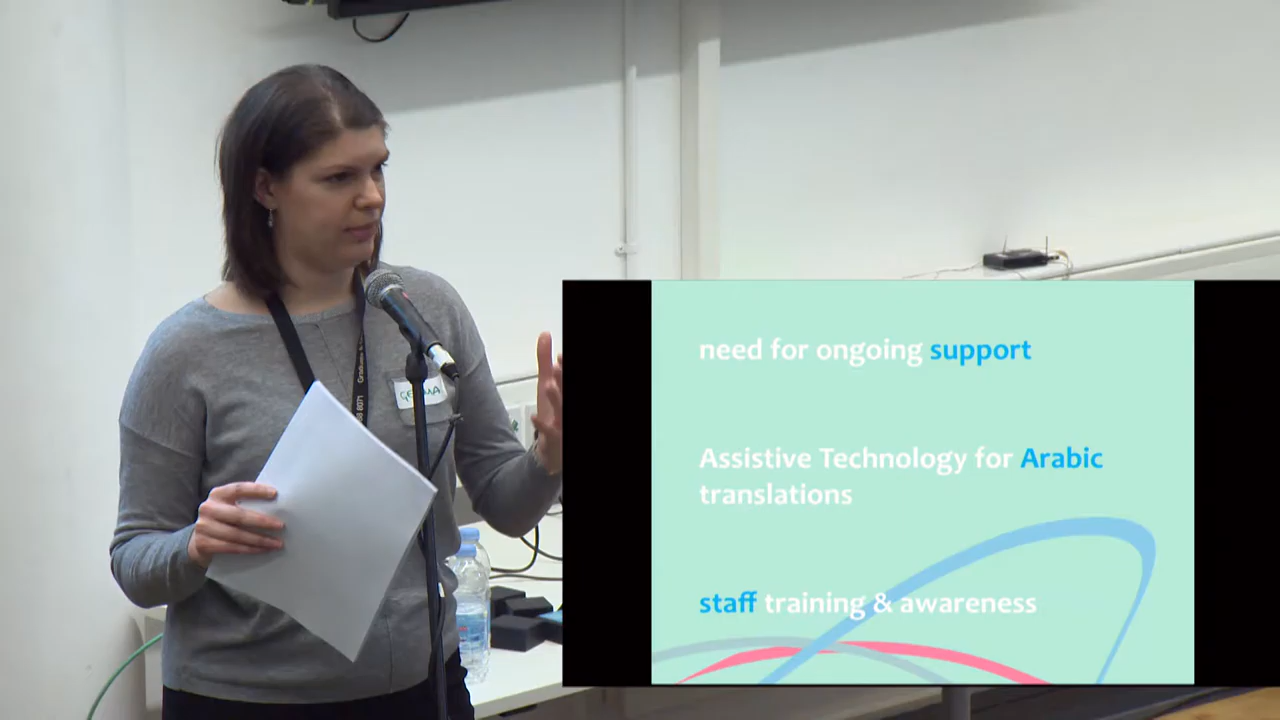 need for ongoing support
Assistive Technology for Arabic
translations
staff training & awareness